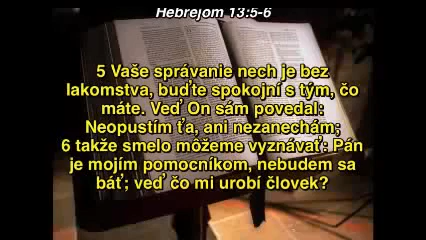 Hebrejom 13:5-6
5 Vaše správanie nech je bez
lakomstva, buďte spokojní s tým, čo
máte. Veď On sám povedal:
Neopustím ťa, ani nezanechám;
6 takže smelo môžeme vyznávať: Pán
je mojím pomocníkom, nebudem sa
báť; veď čo mi urobí človek?